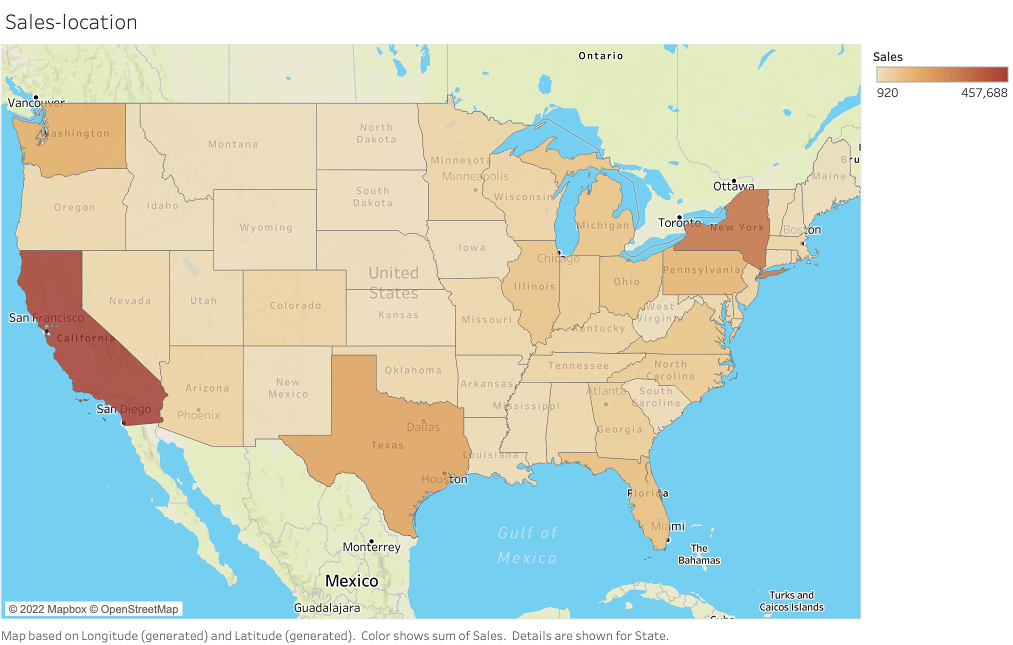 Sales-location
Ontario
Sales
920
457,688
Vancouver
Washington
Montana
North
Dakota
Minnesota
Minneapolis
Ottawa
Maine
Oregon
Idaho
South
Dakota
Wisconsin
Michigan
Toronto
New York
Boston
Wyoming
Iowa
Chicago
United
States
Pennsylvania
Nevada
Utah
Colorado
Illinois
Ohio
San Francisco
California
Kansas
Missouri
West
Virginia
Kentucky
Arizona
Phoenix
New
Mexico
Oklahoma
Arkansas
Tennessee
North
Carolina
Atlanta
South
Carolina
San Diego
Mississippi
Dallas
Texas
Georgia
Louisiana
Houston
Florida
Miami
Gulf of
Mexico
The
Bahamas
Monterrey
Mexico
Guadalajara
Turks and
Caicos Islands
© 2022 Mapbox © OpenStreetMap
Map based on Longitude (generated) and Latitude (generated).  Color shows sum of Sales.  Details are shown for State.